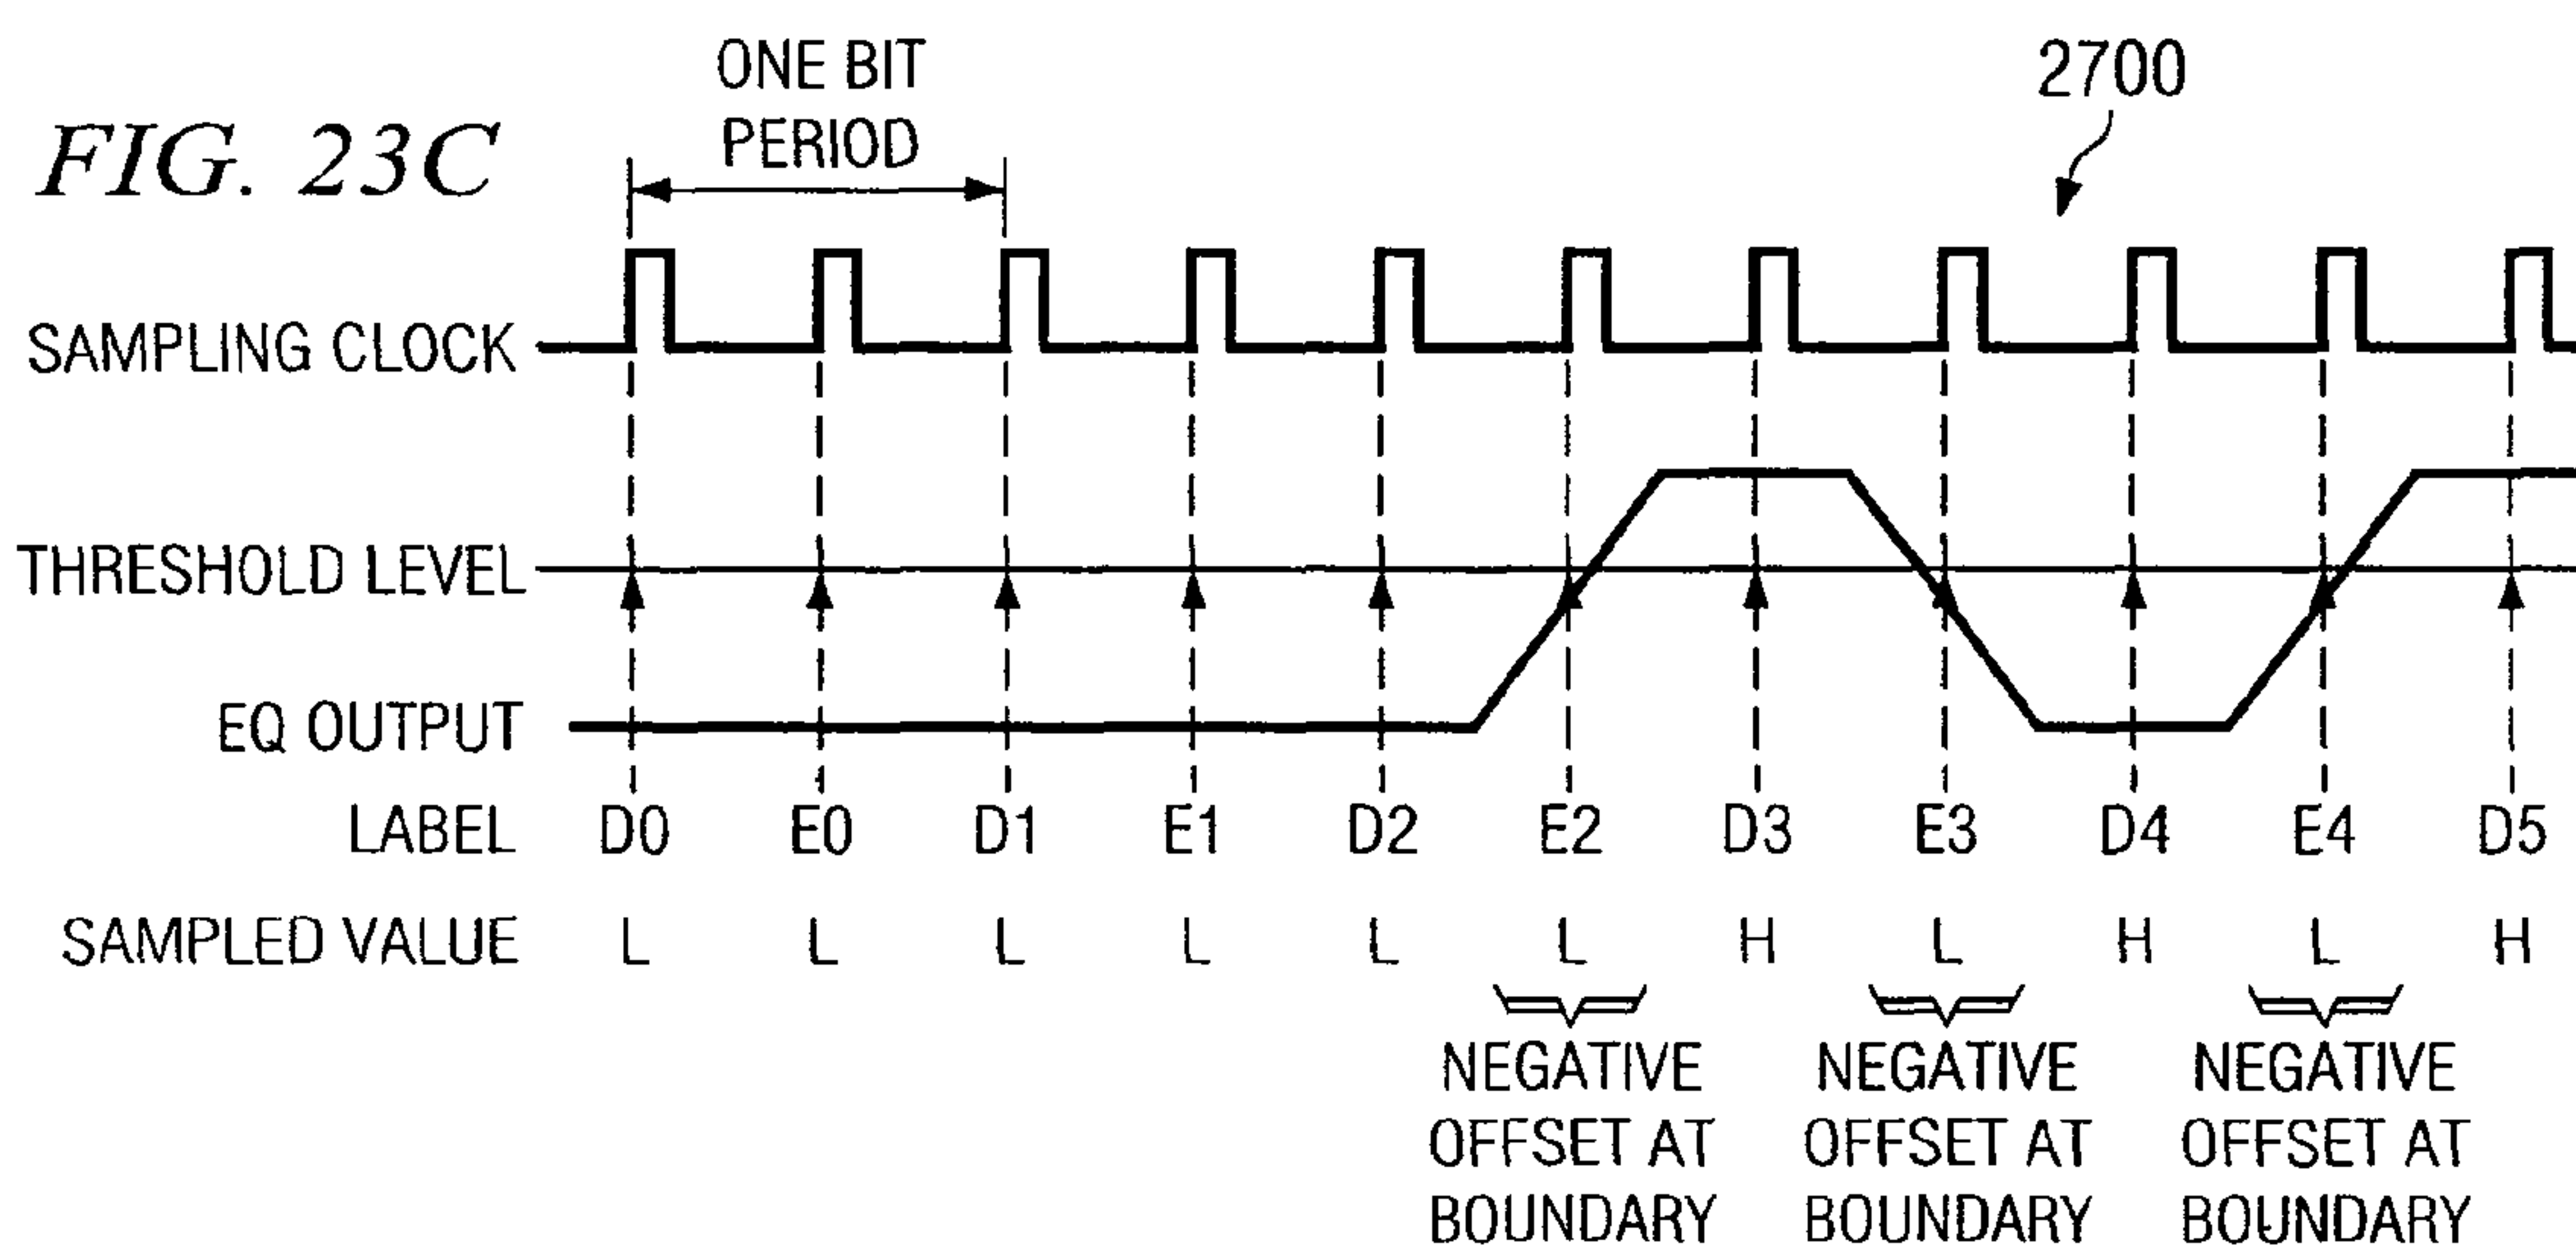 FIG. 23C
ONE BIT
PERIOD
2700
SAMPLING CLOCK
THRESHOLD LEVEL
EQ OUTPUT
LABEL D0 E0 D1 E1 D2 E2 D3 E3 D4 E4 D5
SAMPLED VALUE L L L L L L H L H L H
NEGATIVE OFFSET AT BOUNDARY
NEGATIVE OFFSET AT BOUNDARY
NEGATIVE OFFSET AT BOUNDARY